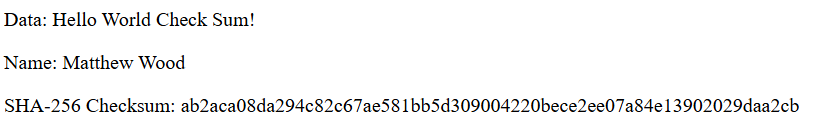 Data: Hello World Check Sum!
Name: Matthew Wood
SHA-256 Checksum: ab2aca08da294c82c67ae581bb5d309004220bece2ee07a84e13902029daa2cb